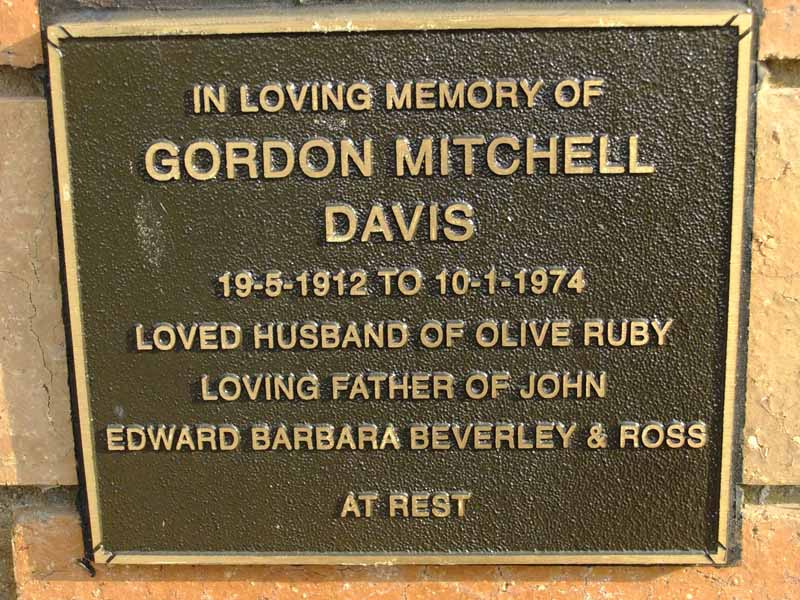 IN LOVING MEMORY OF
GORDON MITCHELL
DAVIS
19-5-1912 TO 10-1-1974
LOVED HUSBAND OF OLIVE RUBY
LOVING FATHER OF JOHN
EDWARD BARBARA BEVERLEY & ROSS
AT REST